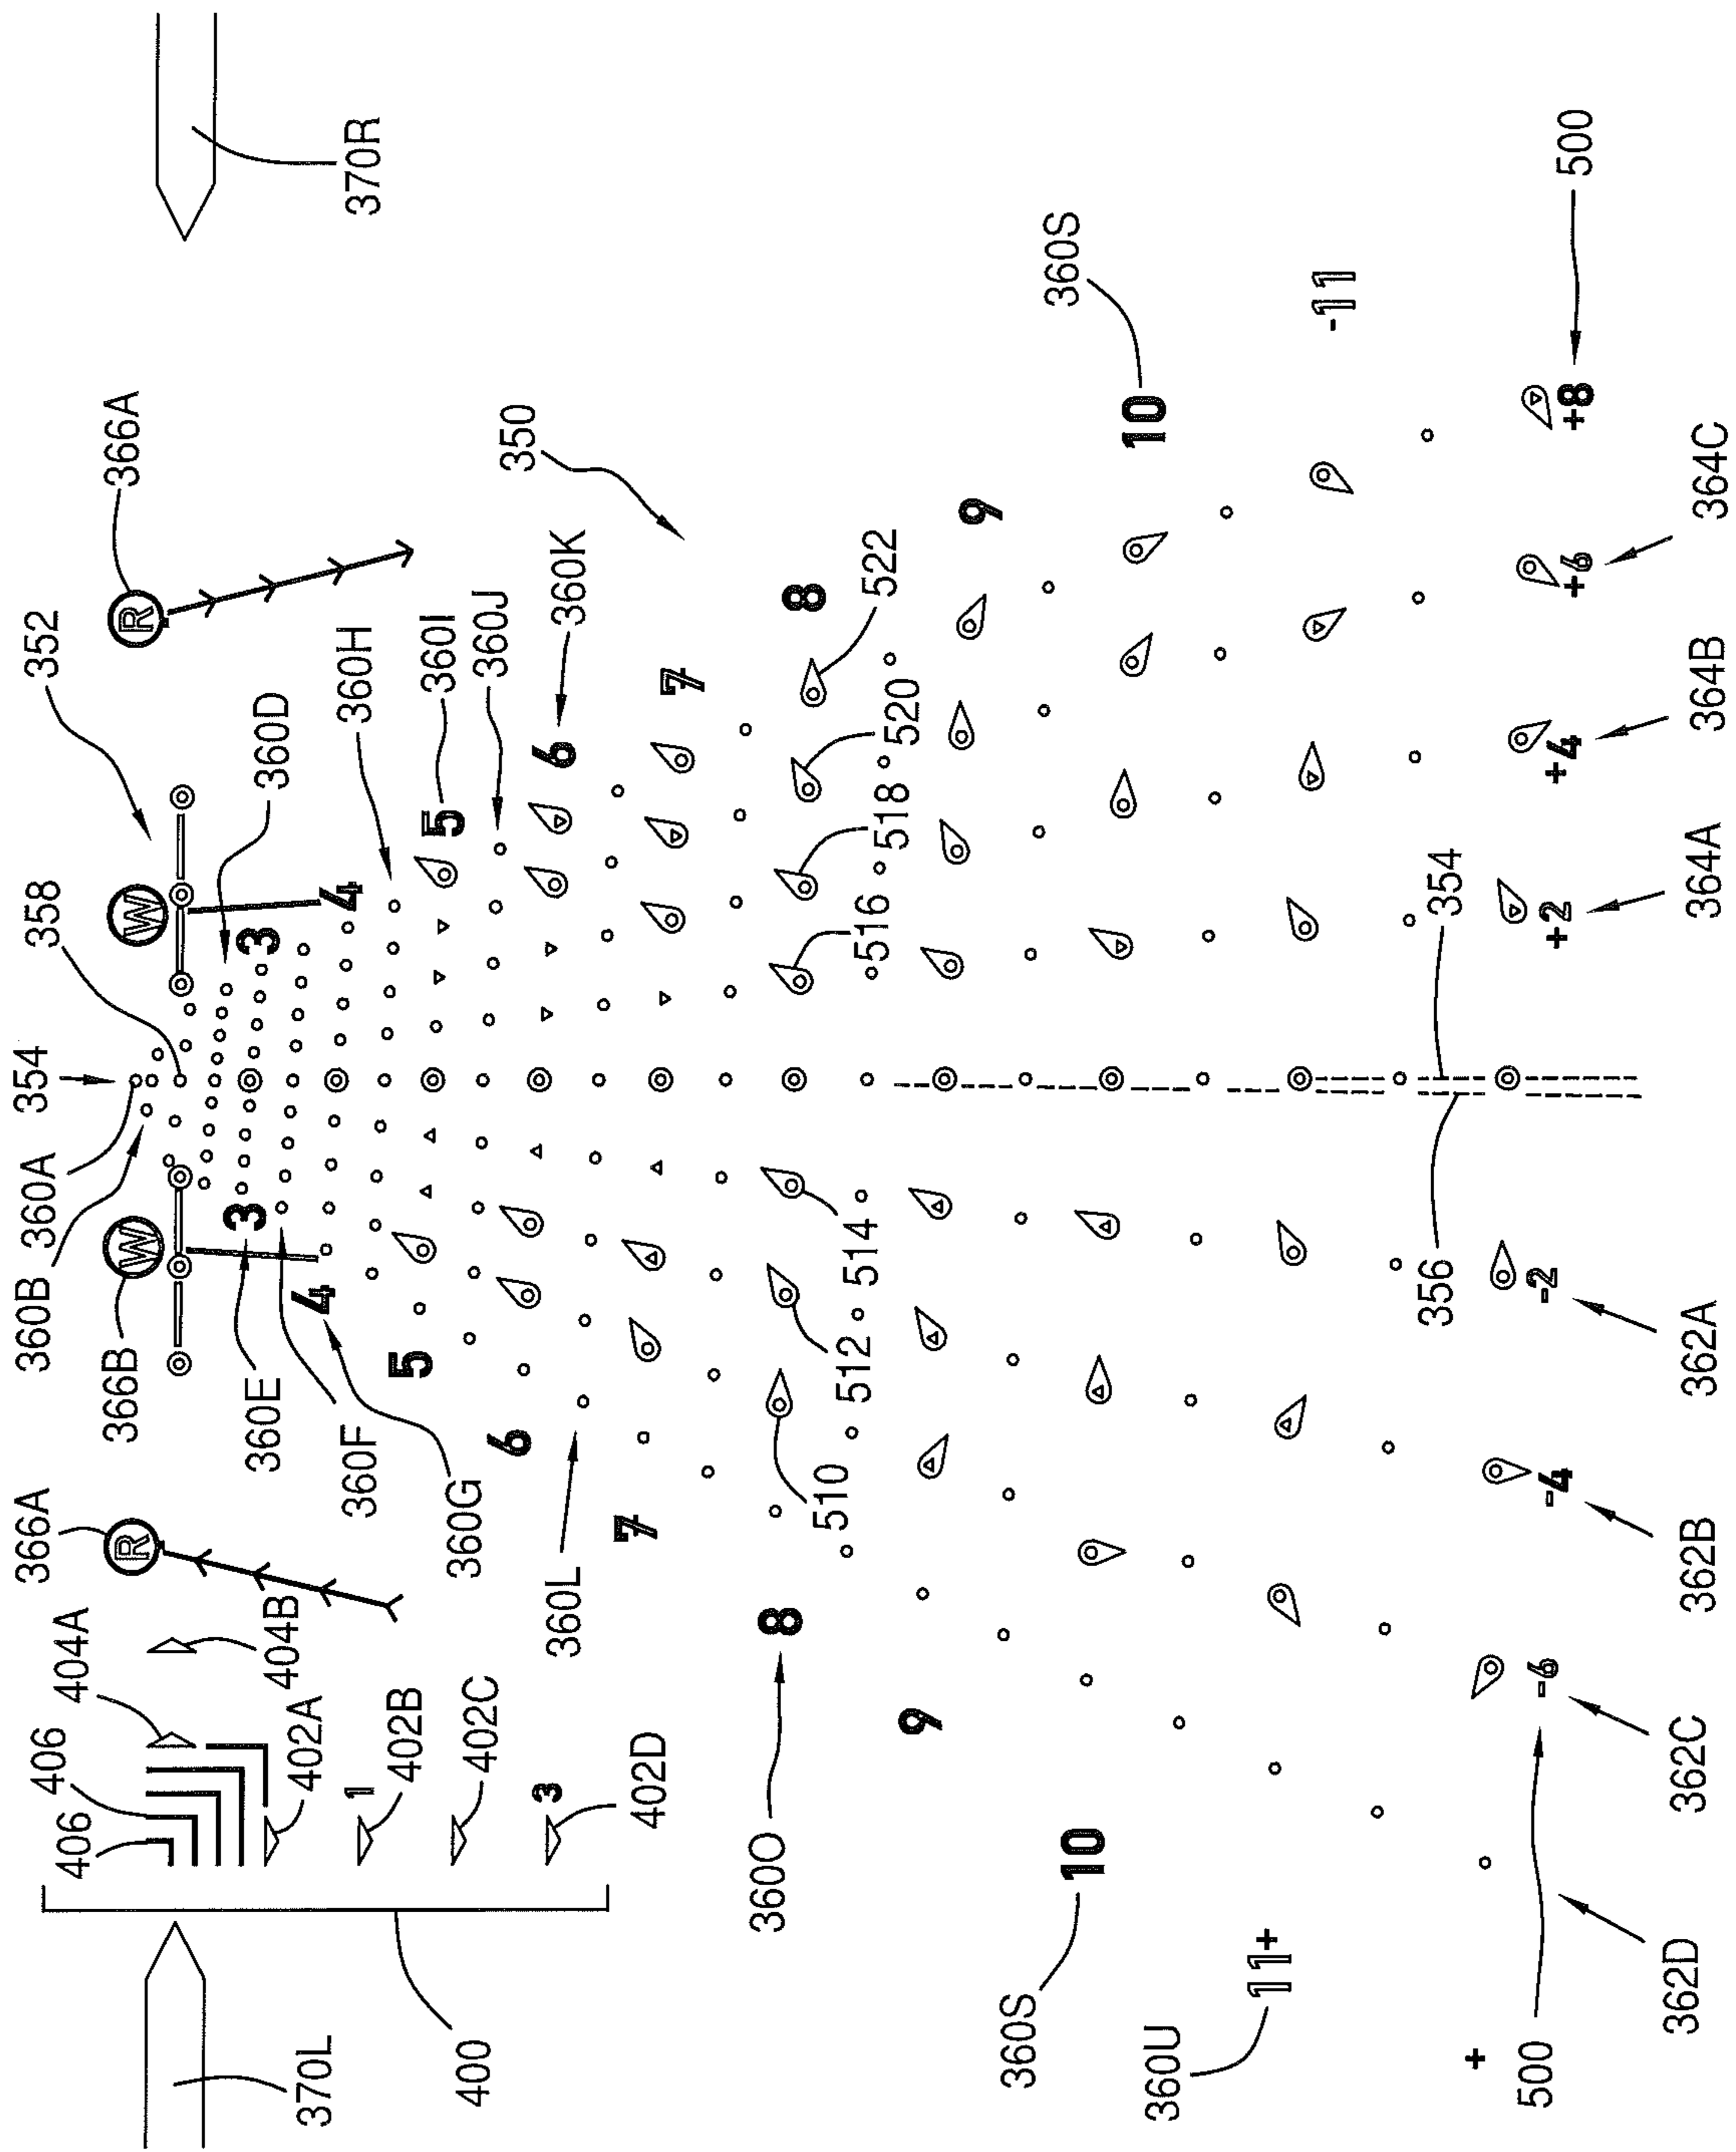 354
360A
358
352
366A
360B
366B
366A
404A
406
406
W
W
R
R
3
3
360D
404B
402A
370L
360E
4
4
370R
1
402B
360F
360H
5
5
360I
400
402C
360G
360J
6
6
360K
350
3
402D
360L
7
7
8
8
360O
510
512
514
516
518
520
522
9
9
360S
10
10
360S
360U
11+
-11
356
354
+
500
-6
-4
-2
+2
+4
+6
+8
500
362D
362C
362B
362A
364A
364B
364C